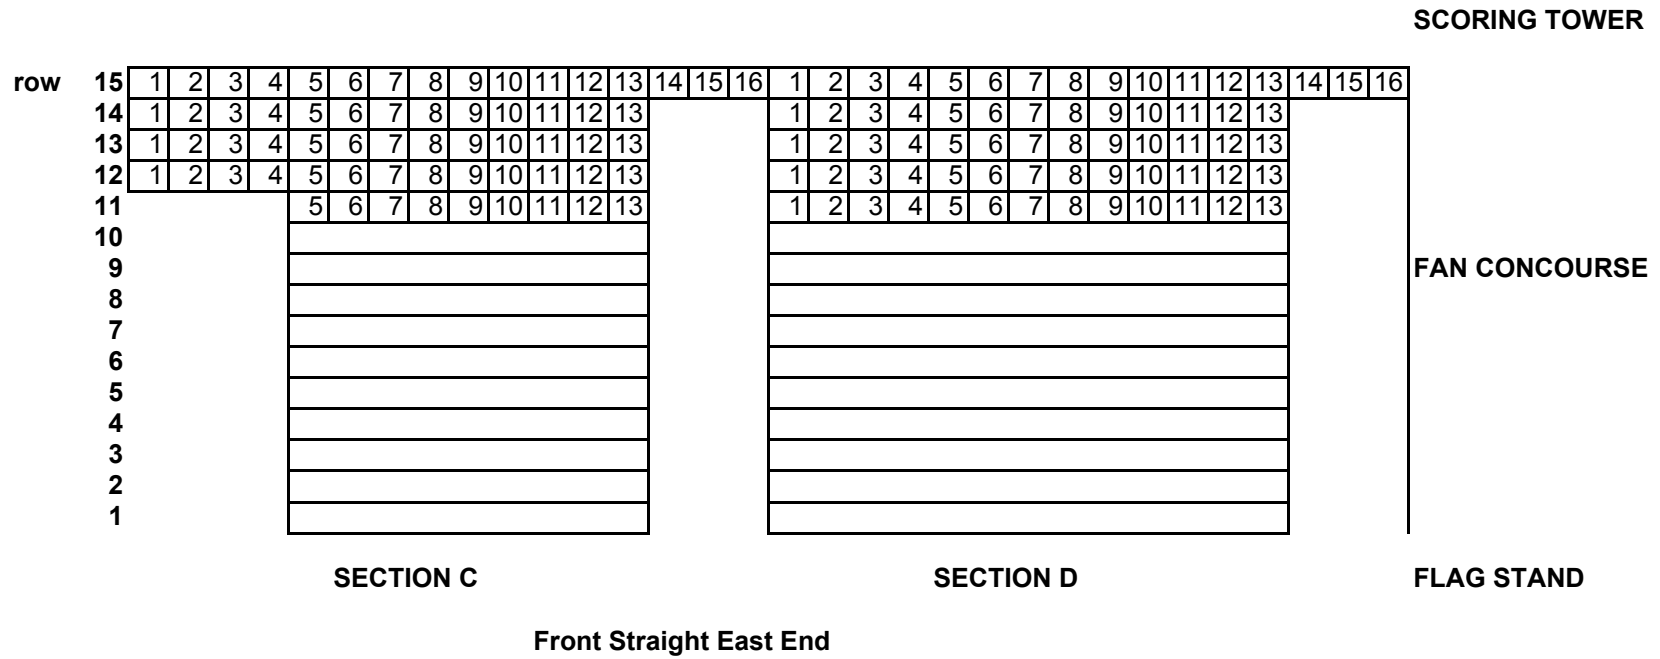 SCORING TOWER
row 15 1 2 3 4 5 6 7 8 9 10 11 12 13 14 15 16 1 2 3 4 5 6 7 8 9 10 11 12 13 14 15 16
14 1 2 3 4 5 6 7 8 9 10 11 12 13 1 2 3 4 5 6 7 8 9 10 11 12 13
13 1 2 3 4 5 6 7 8 9 10 11 12 13 1 2 3 4 5 6 7 8 9 10 11 12 13
12 1 2 3 4 5 6 7 8 9 10 11 12 13 1 2 3 4 5 6 7 8 9 10 11 12 13
11 5 6 7 8 9 10 11 12 13 1 2 3 4 5 6 7 8 9 10 11 12 13
10
9 FAN CONCOURSE
8
7
6
5
4
3
2
1
SECTION C SECTION D FLAG STAND
Front Straight East End